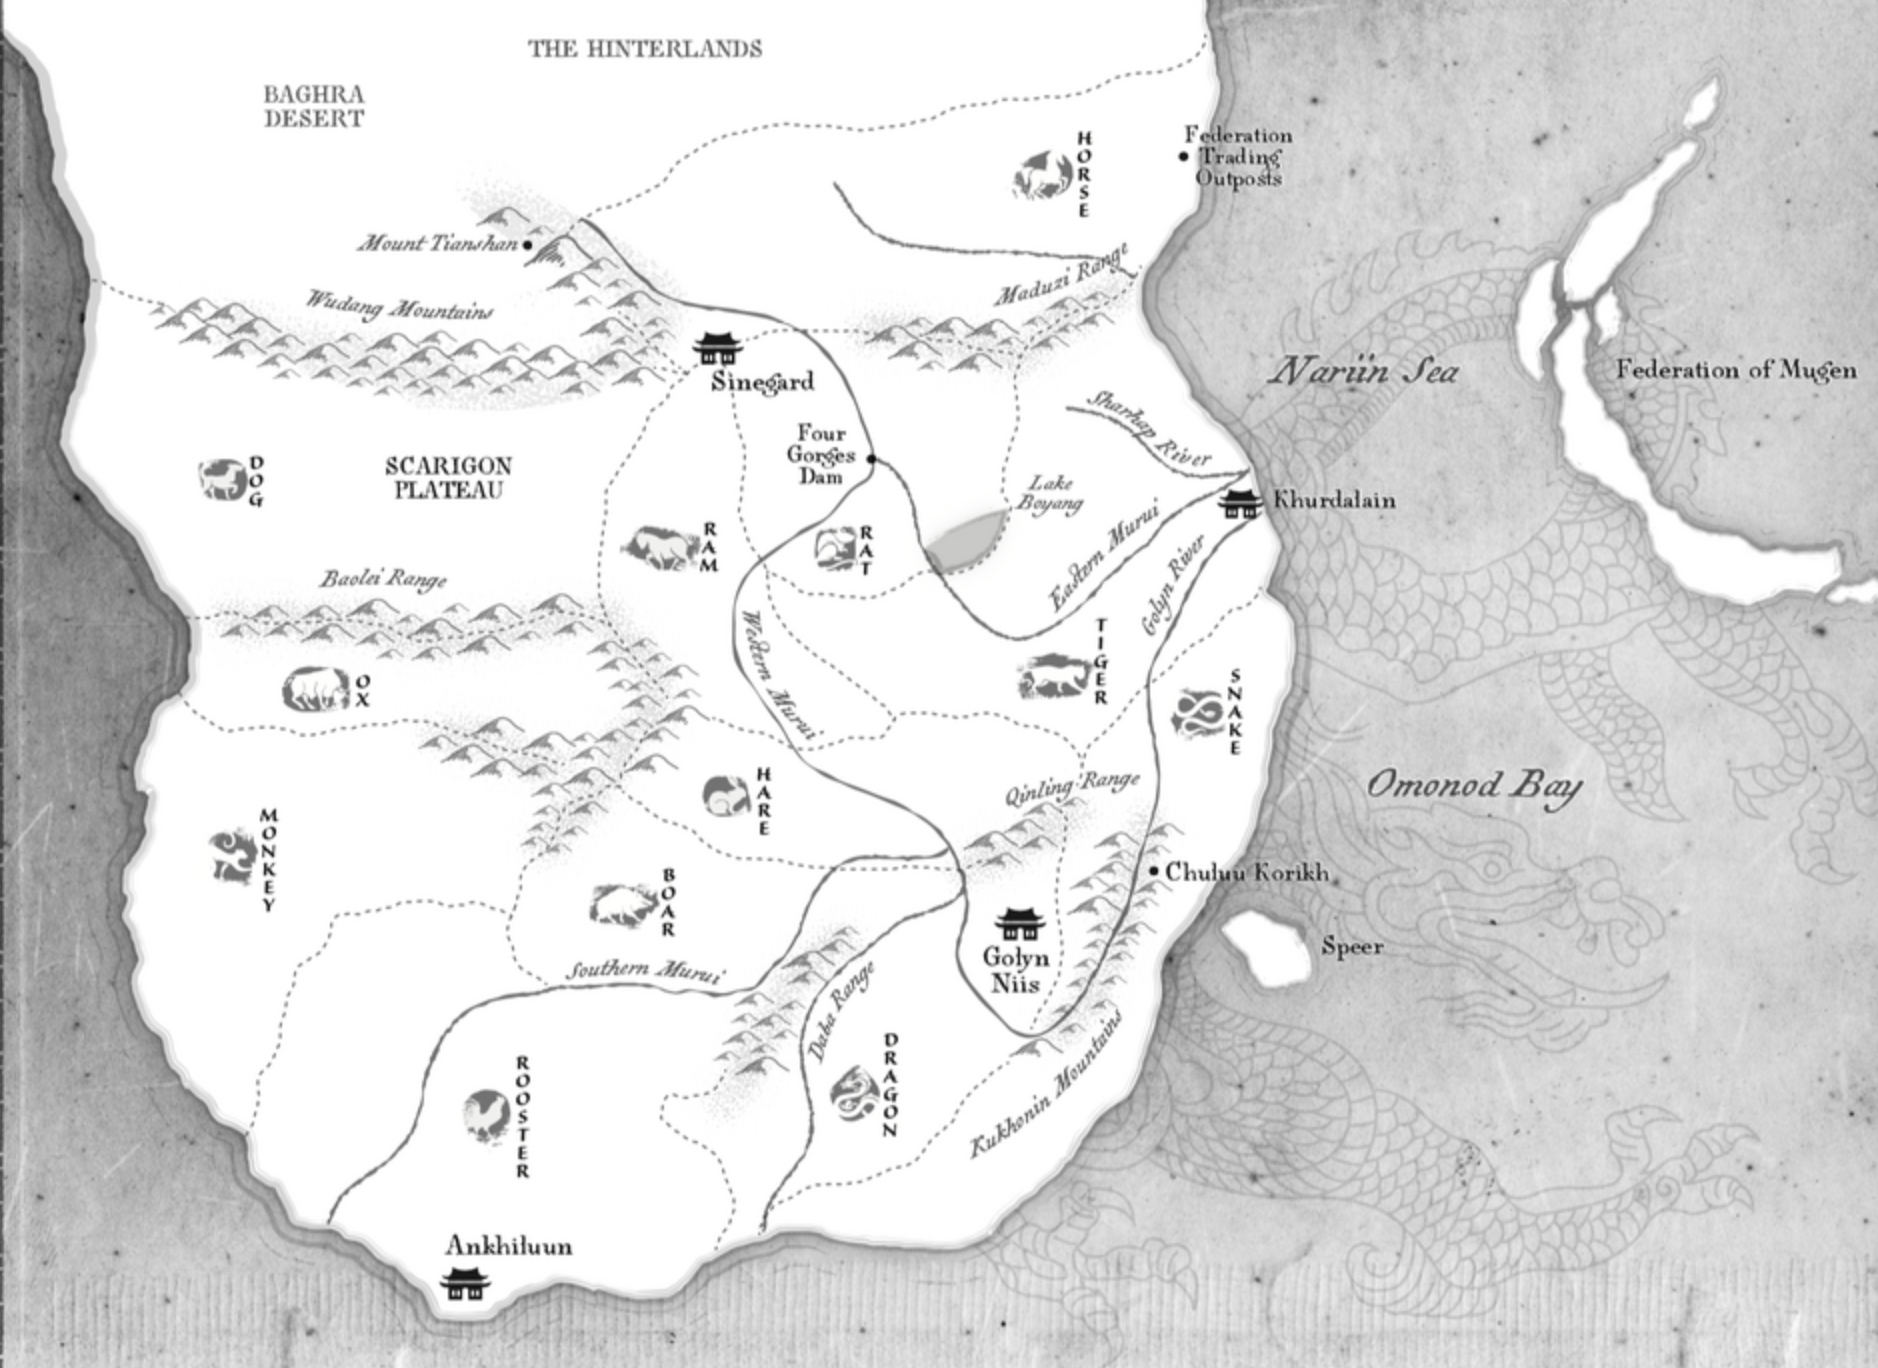 THE HINTERLANDS
BAGHRA
DESERT
HORSE
Federation
Trading
Outposts
Mount Tianshan
Wudang Mountains
Maduzi Range
Sinegard
Nariin Sea
Federation of Mugen
Sharhap River
Four
Gorges
Dam
DOG
SCARIGON
PLATEAU
Lake
Boyang
Khurdalain
RAM
RAT
Eastern Murui
Golyn River
Baolei Range
Western Murui
TIGER
OX
SNAKE
HARE
Qinling Range
Omonod Bay
MONKEY
BOAR
Chuluu Korikh
Golyn
Niis
Speer
Southern Murui
Daba Range
DRAGON
Kukhonin Mountains
ROOSTER
Ankhiluun